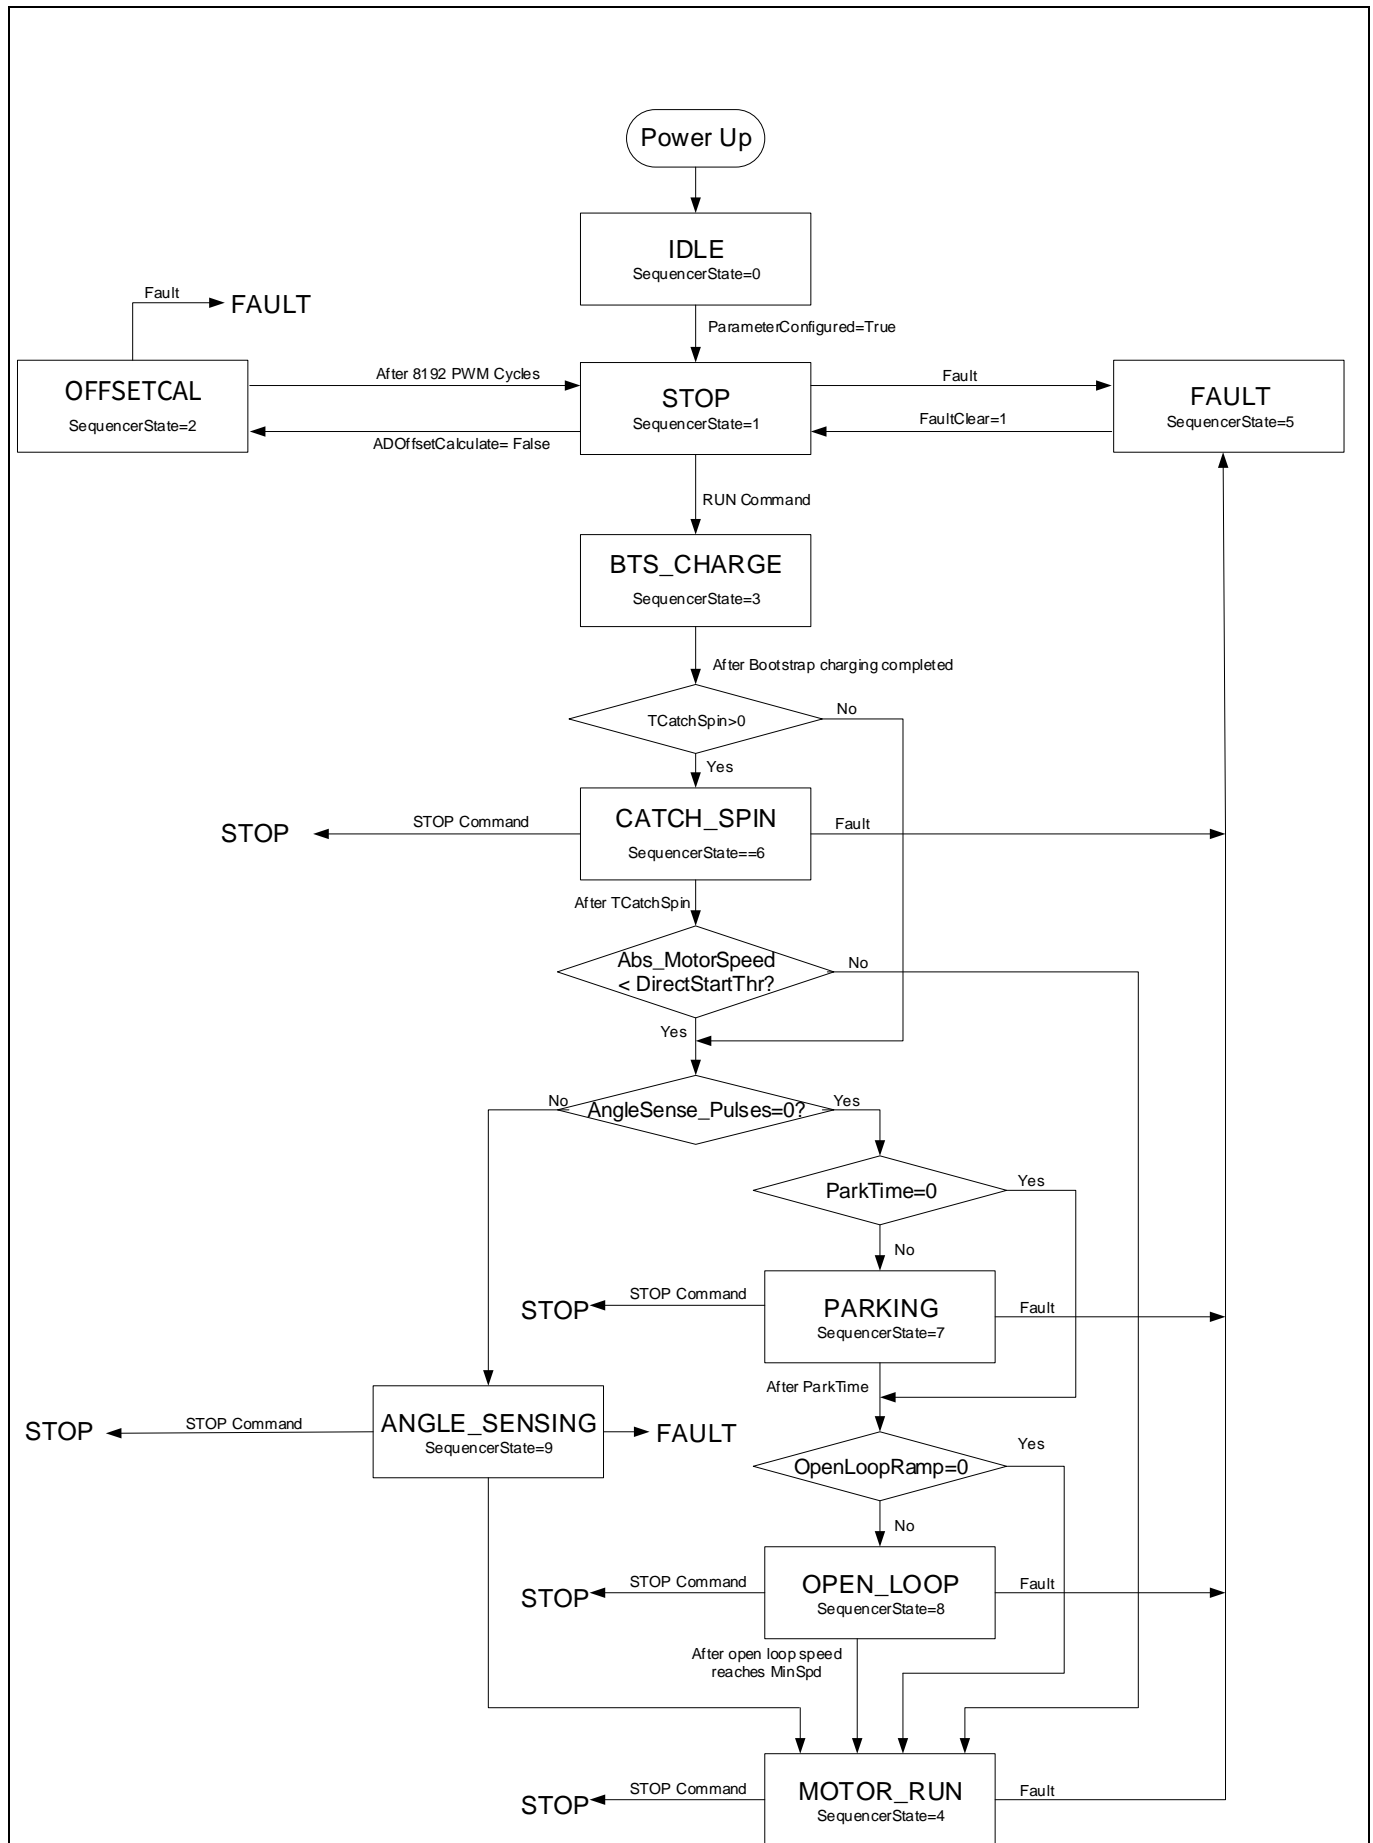 Power Up
IDLE
SequencerState=0
Fault
FAULT
ParameterConfigured=True
OFFSETCAL
SequencerState=2
After 8192 PWM Cycles
ADOffsetCalculate= False
STOP
SequencerState=1
Fault
FaultClear=1
FAULT
SequencerState=5
RUN Command
BTS_CHARGE
SequencerState=3
After Bootstrap charging completed
TCatchSpin>0
No
Yes
STOP
STOP Command
CATCH_SPIN
SequencerState==6
Fault
After TCatchSpin
Abs_MotorSpeed
< DirectStartThr?
No
Yes
No
AngleSense_Pulses=0?
Yes
ParkTime=0
Yes
No
STOP
STOP Command
PARKING
SequencerState=7
Fault
After ParkTime
STOP
STOP Command
ANGLE_SENSING
SequencerState=9
FAULT
OpenLoopRamp=0
Yes
No
STOP
STOP Command
OPEN_LOOP
SequencerState=8
Fault
After open loop speed
reaches MinSpd
STOP
STOP Command
MOTOR_RUN
SequencerState=4
Fault